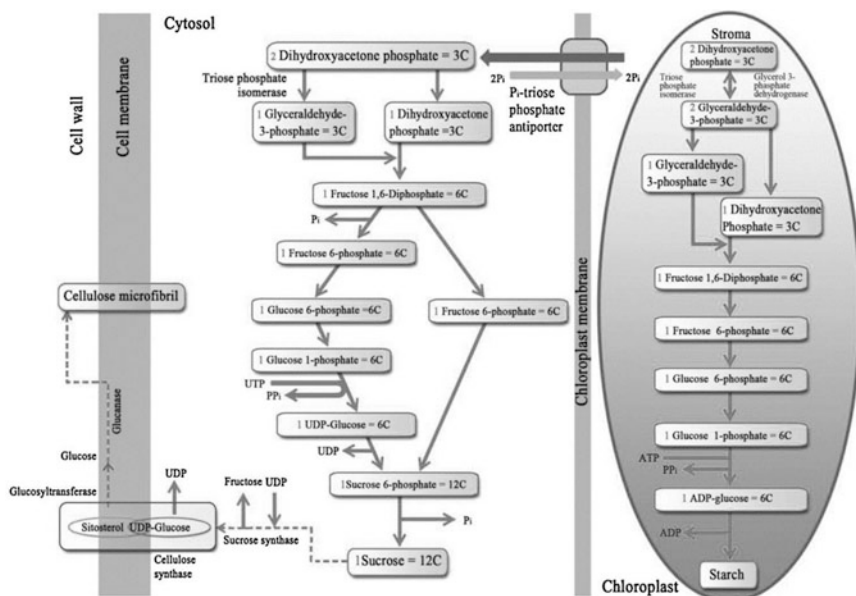 Cytosol
Cell wall
Cell membrane
2 Dihydroxyacetone phosphate = 3C
Triose phosphate
isomerase
1 Glyceraldehyde-
3-phosphate = 3C
1 Dihydroxyacetone
phosphate =3C
2Pi
2Pi
Pi-triose
phosphate
antiporter
1 Fructose 1,6-Diphosphate = 6C
Pi
1 Fructose 6-phosphate = 6C
1 Glucose 6-phosphate =6C
1 Fructose 6-phosphate = 6C
1 Glucose 1-phosphate = 6C
UTP
PPi
1 UDP-Glucose = 6C
UDP
1Sucrose 6-phosphate = 12C
Pi
1Sucrose = 12C
Fructose UDP
Sucrose synthase
Cellulose microfibril
Glucanase
Glucose
UDP
Glucosyltransferase
Sitosterol UDP-Glucose
Cellulose
synthase
Chloroplast membrane
Stroma
2 Dihydroxyacetone
phosphate = 3C
Triose
phosphate
isomerase
Glycerol 3-
phosphate
dehydrogenase
2 Glyceraldehyde-
3-phosphate = 3C
1 Glyceraldehyde-
3-phosphate = 3C
1 Dihydroxyacetone
Phosphate = 3C
1 Fructose 1,6-Diphosphate = 6C
1 Fructose 6-phosphate = 6C
1 Glucose 6-phosphate = 6C
1 Glucose 1-phosphate = 6C
ATP
PPi
1 ADP-glucose = 6C
ADP
Starch
Chloroplast